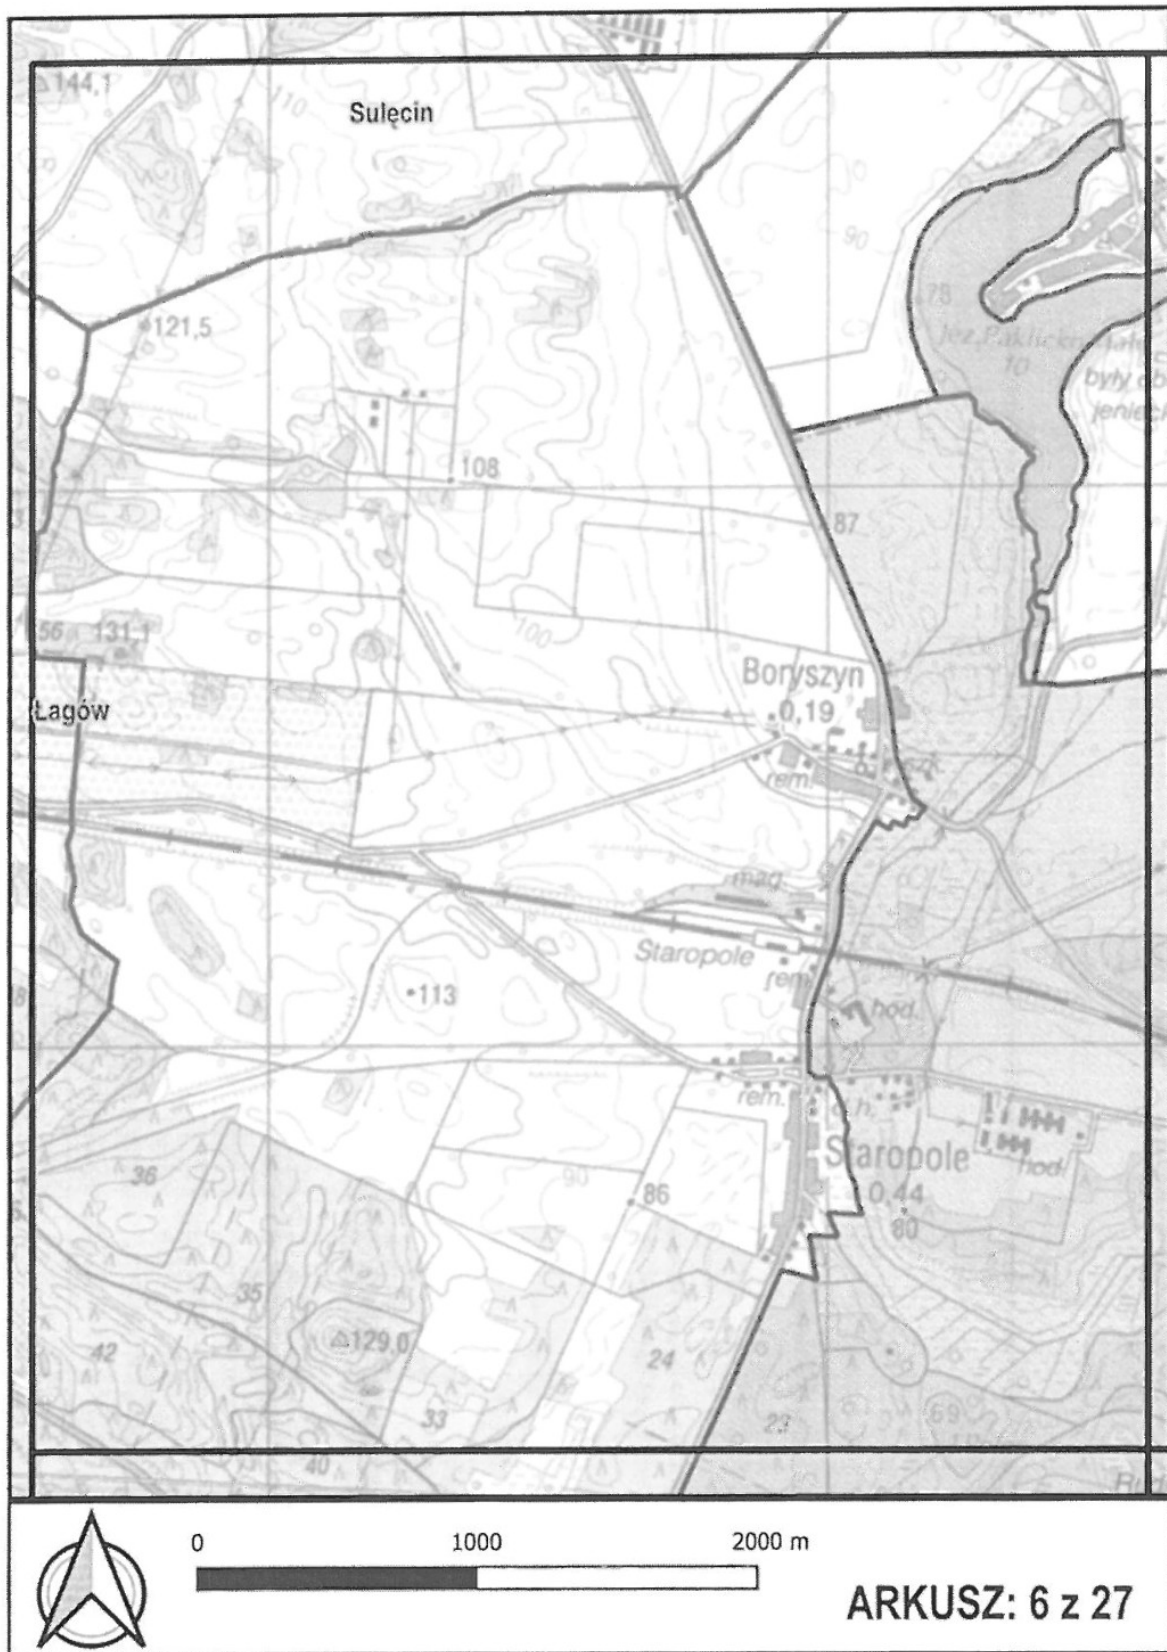 144,1
110
Sulęcin
90
78
121,5
Jez. Paklicko Małe
10
były ob
jeniec
108
87
56
131,1
100
Boryszyn
0,19
Łagów
rem.
mag.
Staropole
rem.
113
hod.
rem.
Staropole
hod.
0,44
80
36
90
86
35
129,0
42
24
33
23
69
40
0
1000
2000 m
ARKUSZ: 6 z 27